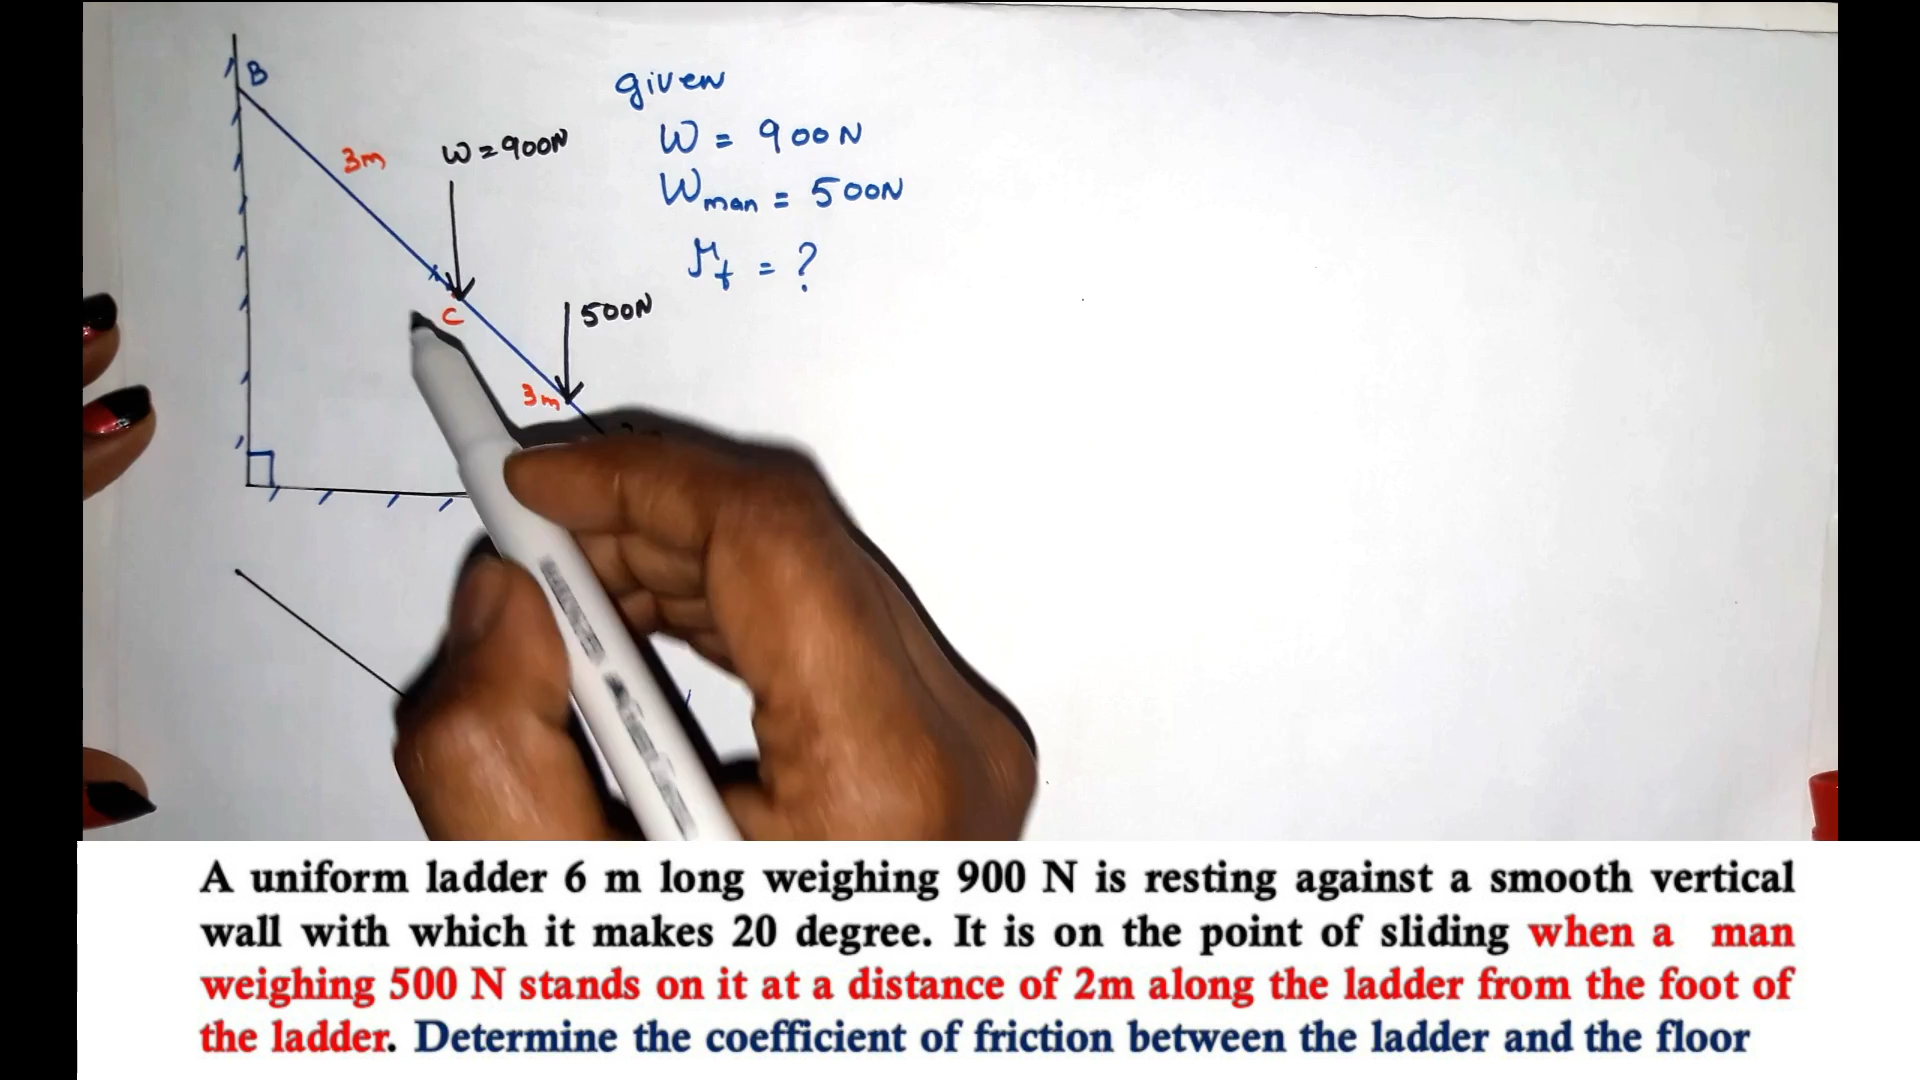 B
given
3m
W = 900N
W = 900N
Wman = 500N
μf = ?
500N
C
3m
A uniform ladder 6 m long weighing 900 N is resting against a smooth vertical
wall with which it makes 20 degree. It is on the point of sliding when a man
weighing 500 N stands on it at a distance of 2m along the ladder from the foot of
the ladder. Determine the coefficient of friction between the ladder and the floor